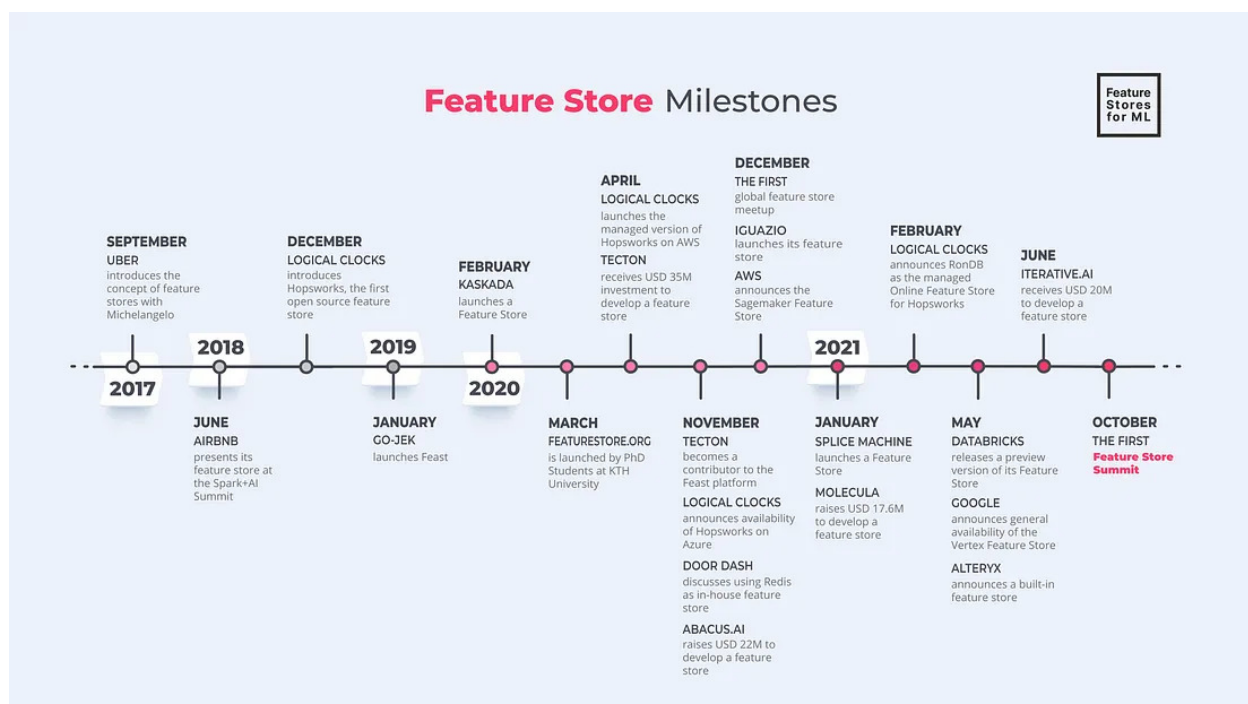 Feature Store Milestones
Feature
Stores
for ML
SEPTEMBER
UBER
introduces the
concept of feature
stores with
Michelangelo
2017
2018
JUNE
AIRBNB
presents its
feature store at
the Spark+AI
Summit
DECEMBER
LOGICAL CLOCKS
introduces
Hopsworks, the first
open source feature
store
2019
JANUARY
GO-JEK
launches Feast
FEBRUARY
KASKADA
launches a
Feature Store
2020
MARCH
FEATURESTORE.ORG
is launched by PhD
Students at KTH
University
APRIL
LOGICAL CLOCKS
launches the
managed version of
Hopsworks on AWS
TECTON
receives USD 35M
investment to
develop a feature
store
NOVEMBER
TECTON
becomes a
contributor to the
Feast platform
LOGICAL CLOCKS
announces availability
of Hopsworks on
Azure
DOOR DASH
discusses using Redis
as in-house feature
store
ABACUS.AI
raises USD 22M to
develop a feature
store
DECEMBER
THE FIRST
global feature store
meetup
IGUAZIO
launches its feature
store
AWS
announces the
Sagemaker Feature
Store
2021
JANUARY
SPLICE MACHINE
launches a Feature
Store
MOLECULA
raises USD 17.6M
to develop a
feature store
FEBRUARY
LOGICAL CLOCKS
announces RonDB
as the managed
Online Feature Store
for Hopsworks
MAY
DATABRICKS
releases a preview
version of its Feature
Store
GOOGLE
announces general
availability of the
Vertex Feature Store
ALTERYX
announces a built-in
feature store
JUNE
ITERATIVE.AI
receives USD 20M
to develop a
feature store
OCTOBER
THE FIRST
Feature Store
Summit